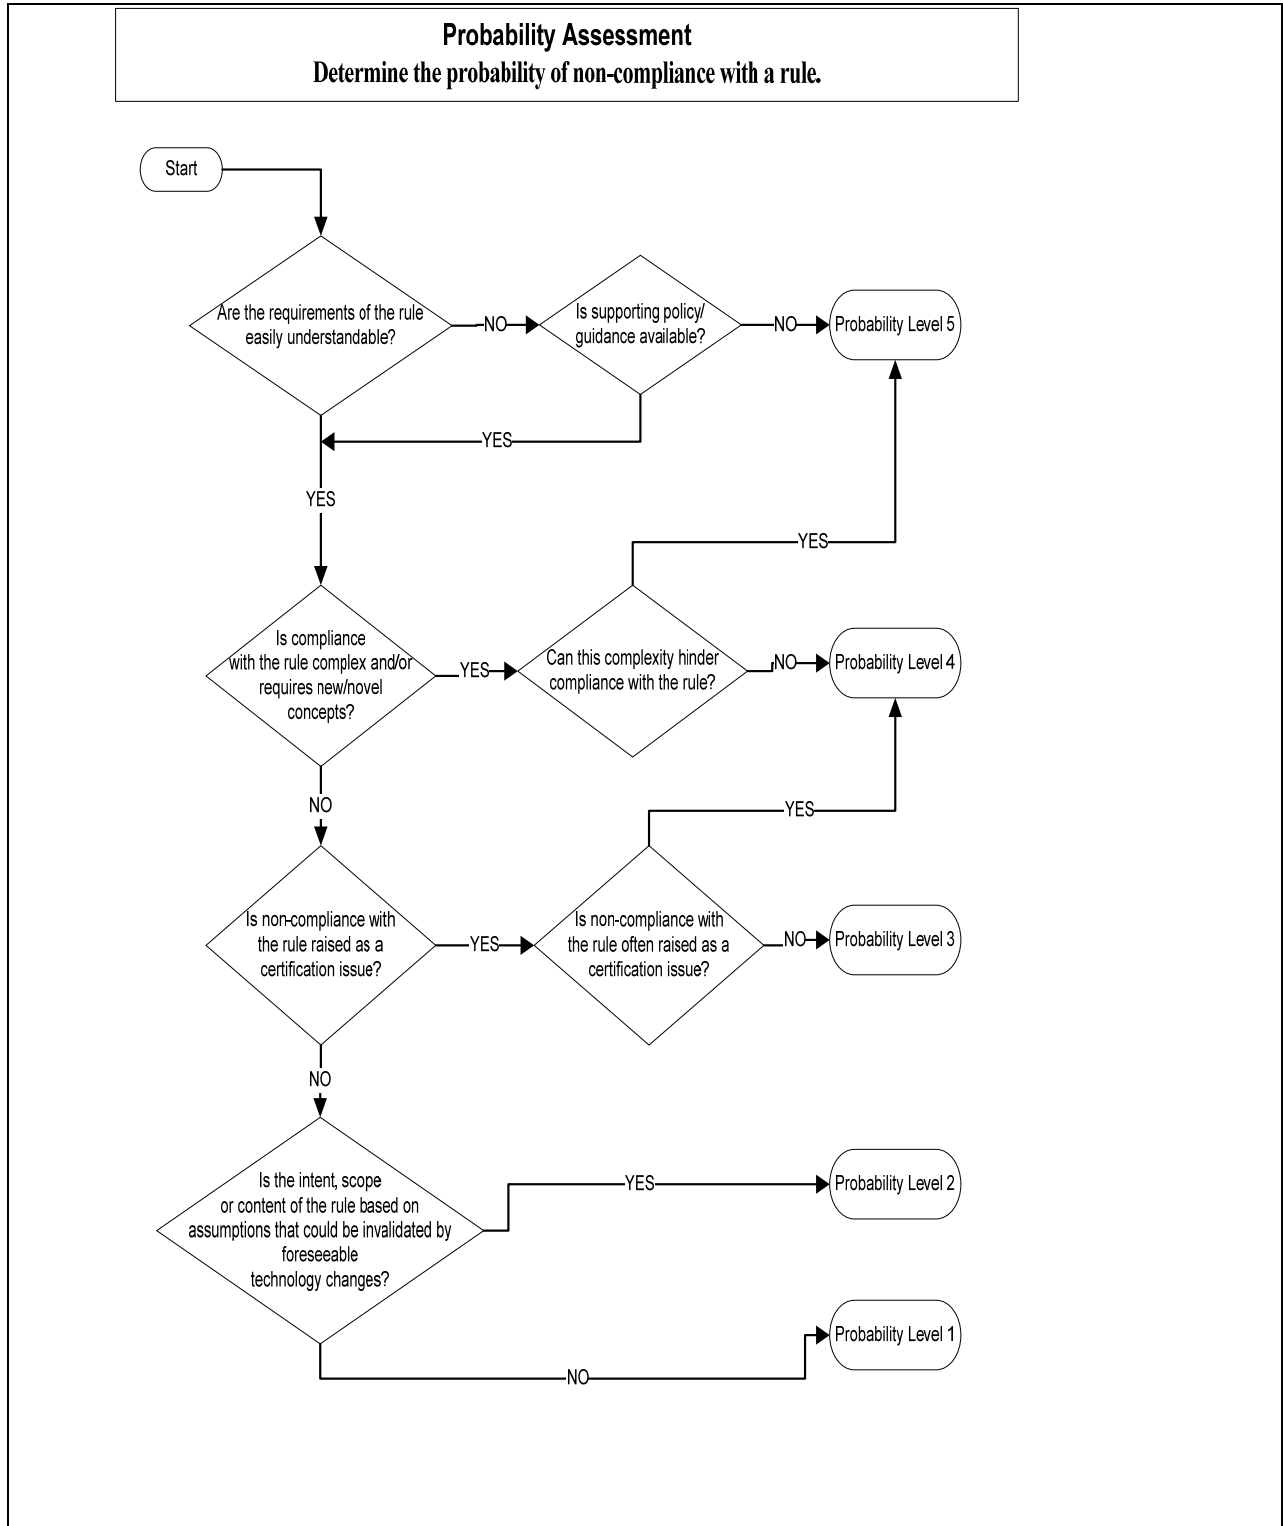 Probability Assessment
Determine the probability of non-compliance with a rule.
Start
Are the requirements of the rule
easily understandable?
NO
Is supporting policy/
guidance available?
NO
Probability Level 5
YES
YES
YES
Is compliance
with the rule complex and/or
requires new/novel
concepts?
YES
Can this complexity hinder
compliance with the rule?
NO
Probability Level 4
NO
YES
Is non-compliance with
the rule raised as a
certification issue?
YES
Is non-compliance with
the rule often raised as a
certification issue?
NO
Probability Level 3
NO
Is the intent, scope
or content of the rule based on
assumptions that could be invalidated by
foreseeable
technology changes?
YES
Probability Level 2
Probability Level 1
NO